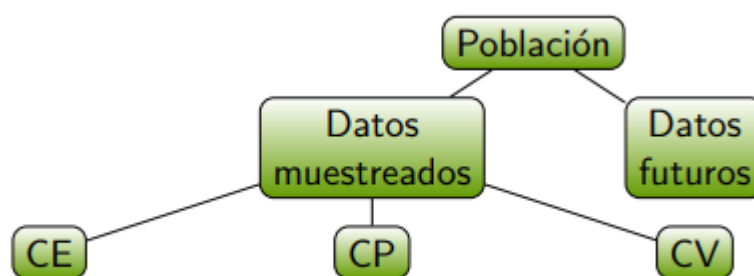 Población
Datos
muestreados
Datos
futuros
CE
CP
CV